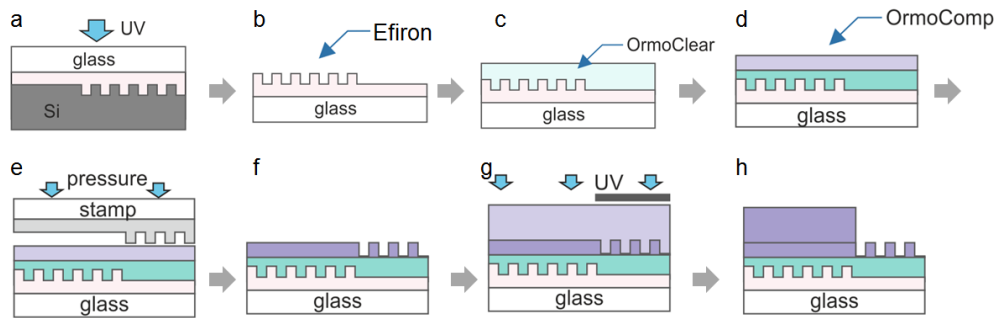 a
UV
glass
Si
b
Efiron
glass
c
OrmoClear
glass
d
OrmoComp
glass
e
pressure
stamp
glass
f
glass
g
UV
glass
h
glass